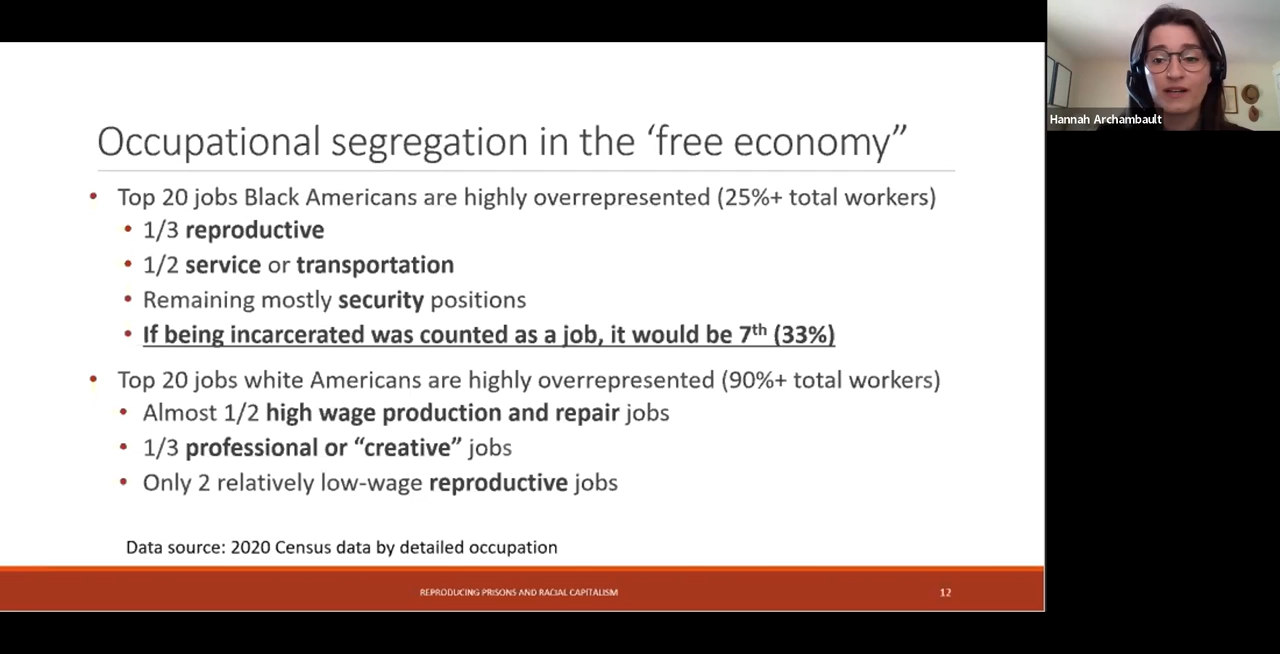 Occupational segregation in the ‘free economy”
• Top 20 jobs Black Americans are highly overrepresented (25%+ total workers)
• 1/3 reproductive
• 1/2 service or transportation
• Remaining mostly security positions
• If being incarcerated was counted as a job, it would be 7th (33%)
• Top 20 jobs white Americans are highly overrepresented (90%+ total workers)
• Almost 1/2 high wage production and repair jobs
• 1/3 professional or “creative” jobs
• Only 2 relatively low-wage reproductive jobs
Data source: 2020 Census data by detailed occupation
REPRODUCING PRISONS AND RACIAL CAPITALISM
12
Hannah Archambault